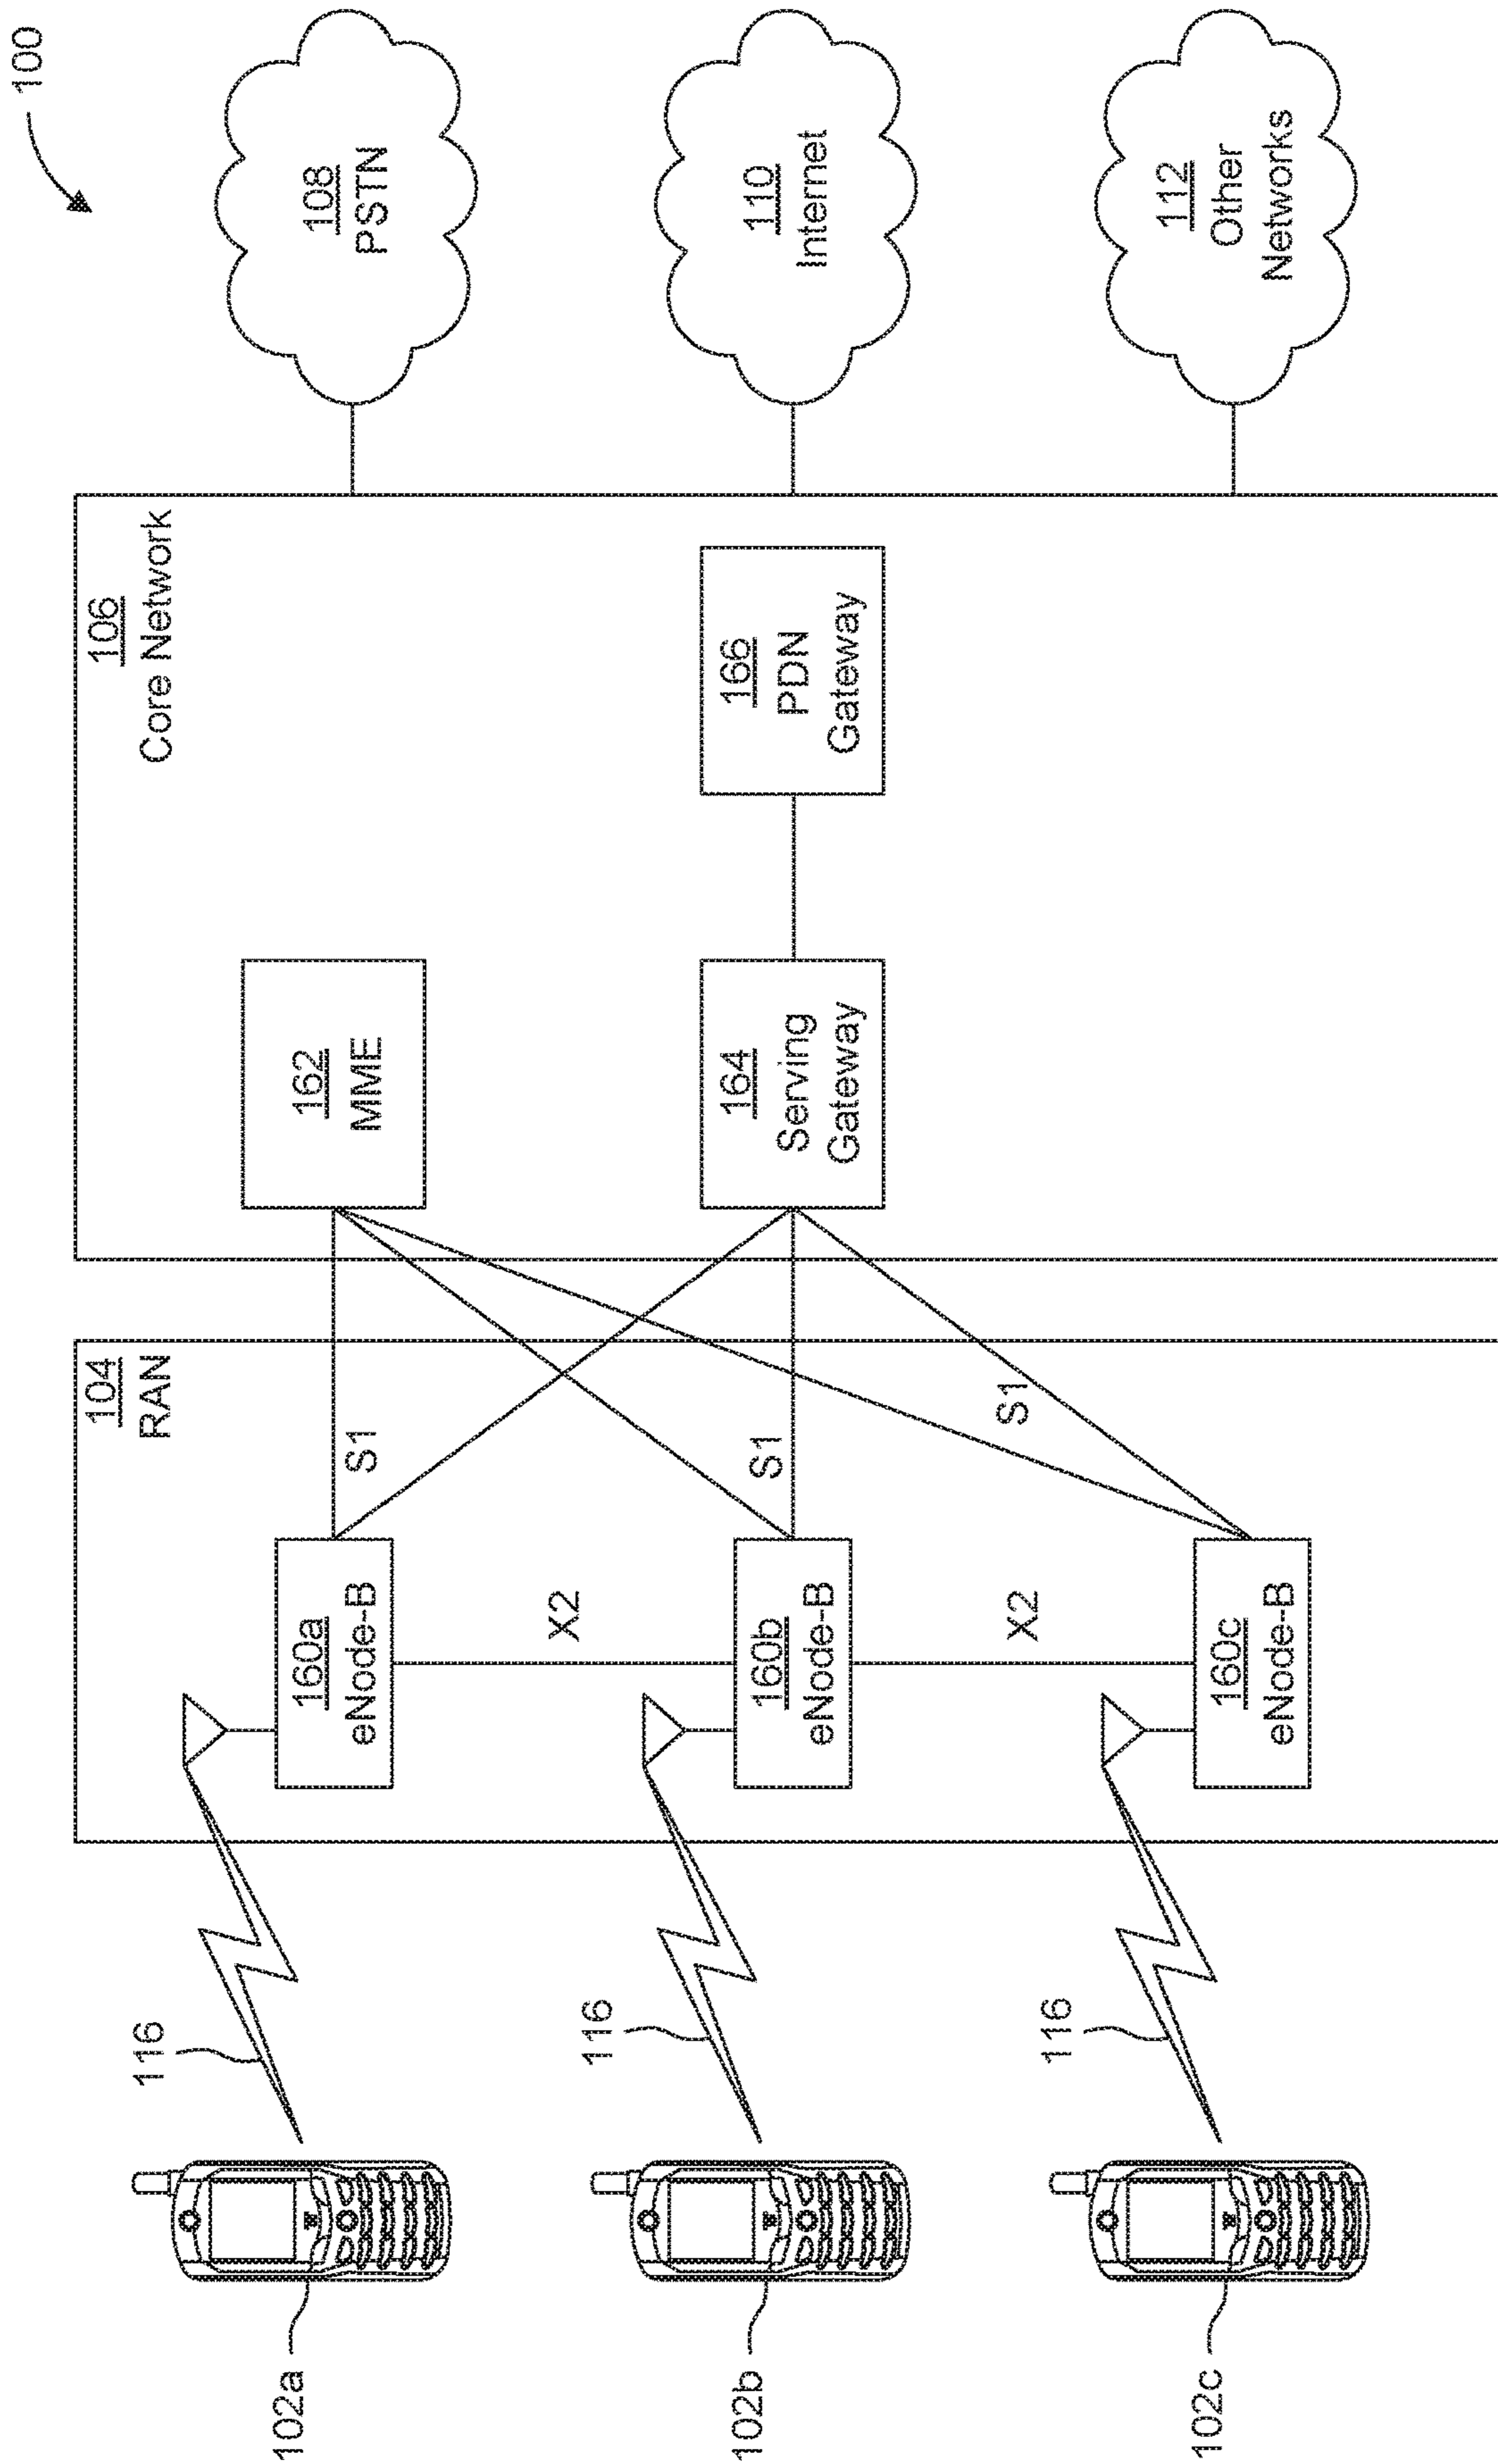 100
102a
116
104
RAN
160a
eNode-B
S1
106
Core Network
162
MME
108
PSTN
X2
102b
116
160b
eNode-B
S1
164
Serving
Gateway
166
PDN
Gateway
110
Internet
X2
S1
102c
116
160c
eNode-B
112
Other
Networks